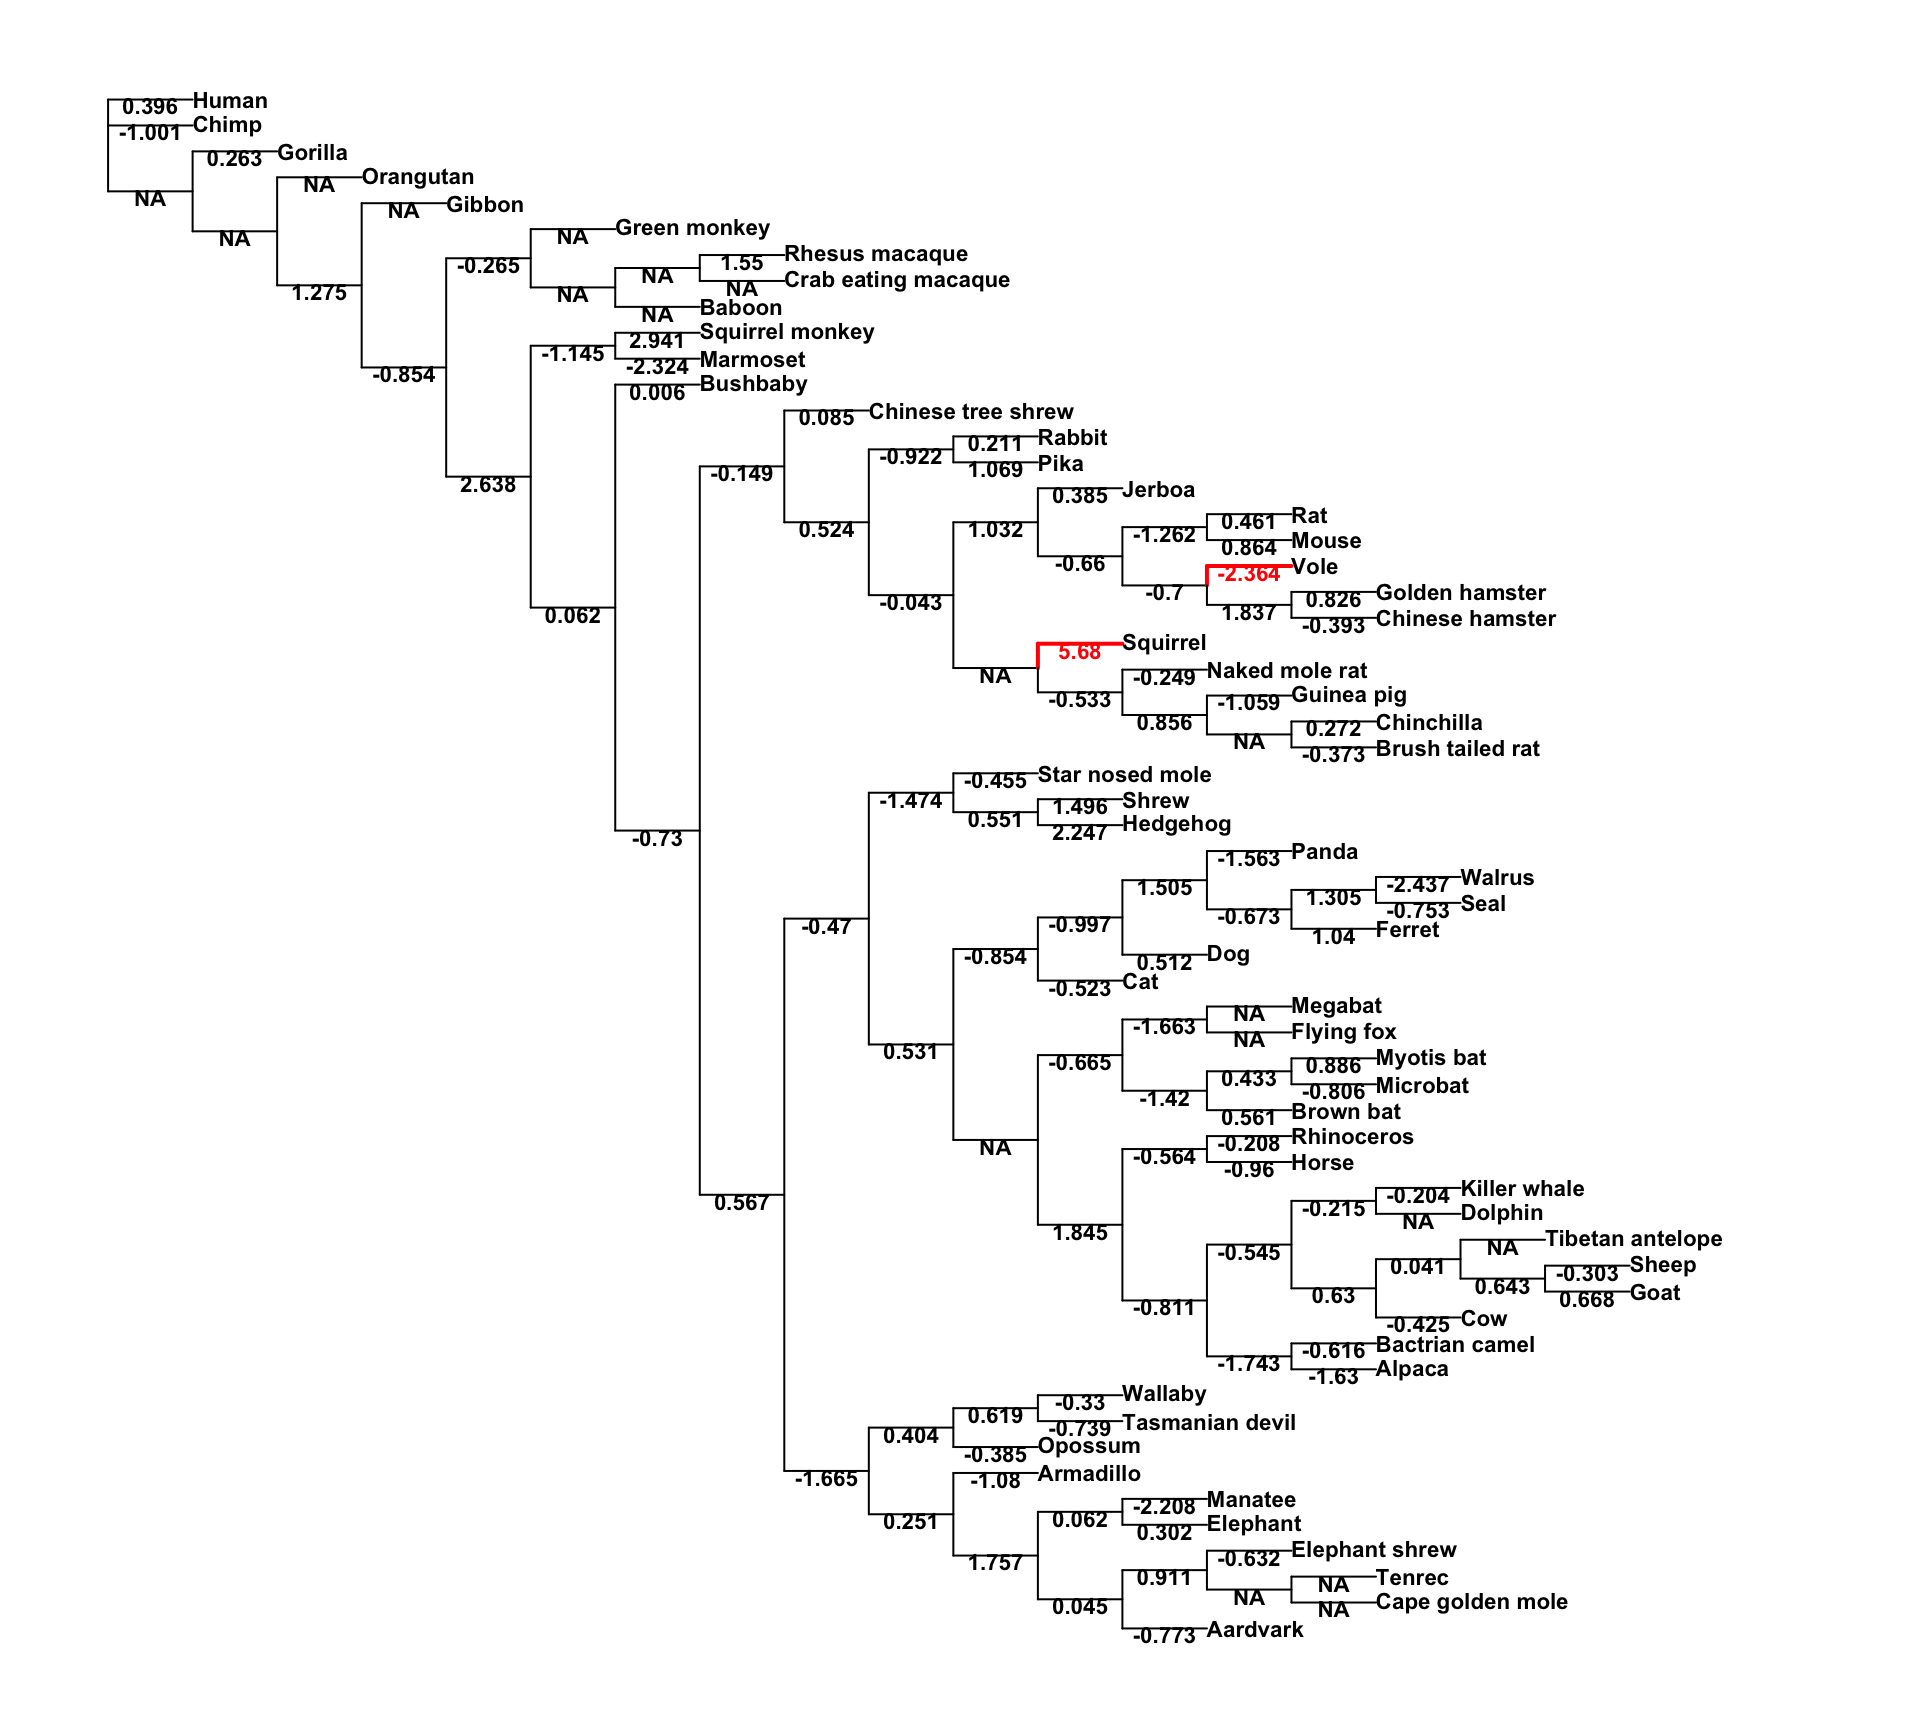 Human
0.396
Chimp
-1.001
Gorilla
0.263
NA
Orangutan
NA
Gibbon
NA
NA
Green monkey
NA
-0.265
Rhesus macaque
1.55
NA
Crab eating macaque
NA
1.275
NA
Baboon
NA
Squirrel monkey
2.941
-1.145
Marmoset
-2.324
-0.854
Bushbaby
0.006
Chinese tree shrew
0.085
Rabbit
0.211
-0.922
Pika
1.069
-0.149
2.638
Jerboa
0.385
Rat
0.461
1.032
0.524
-1.262
Mouse
0.864
-0.66
Vole
-2.364
-0.7
Golden hamster
0.826
-0.043
1.837
0.062
Chinese hamster
-0.393
Squirrel
5.68
NA
Naked mole rat
-0.249
-0.533
Guinea pig
-1.059
0.856
Chinchilla
0.272
NA
Brush tailed rat
-0.373
Star nosed mole
-0.455
-1.474
Shrew
1.496
0.551
Hedgehog
2.247
-0.73
Panda
-1.563
1.505
Walrus
-2.437
1.305
Seal
-0.753
-0.673
-0.997
-0.47
Ferret
1.04
Dog
0.512
-0.854
Cat
-0.523
Megabat
NA
-1.663
Flying fox
NA
0.531
Myotis bat
0.886
-0.665
0.433
Microbat
-0.806
-1.42
Brown bat
0.561
Rhinoceros
-0.208
NA
-0.564
Horse
-0.96
Killer whale
-0.204
0.567
-0.215
Dolphin
NA
1.845
Tibetan antelope
NA
-0.545
0.041
Sheep
-0.303
0.643
0.63
Goat
0.668
-0.811
Cow
-0.425
Bactrian camel
-0.616
-1.743
Alpaca
-1.63
Wallaby
-0.33
0.619
Tasmanian devil
-0.739
0.404
Opossum
-0.385
-1.665
Armadillo
-1.08
Manatee
-2.208
0.062
0.251
Elephant
0.302
Elephant shrew
-0.632
1.757
0.911
Tenrec
NA
NA
Cape golden mole
NA
0.045
Aardvark
-0.773